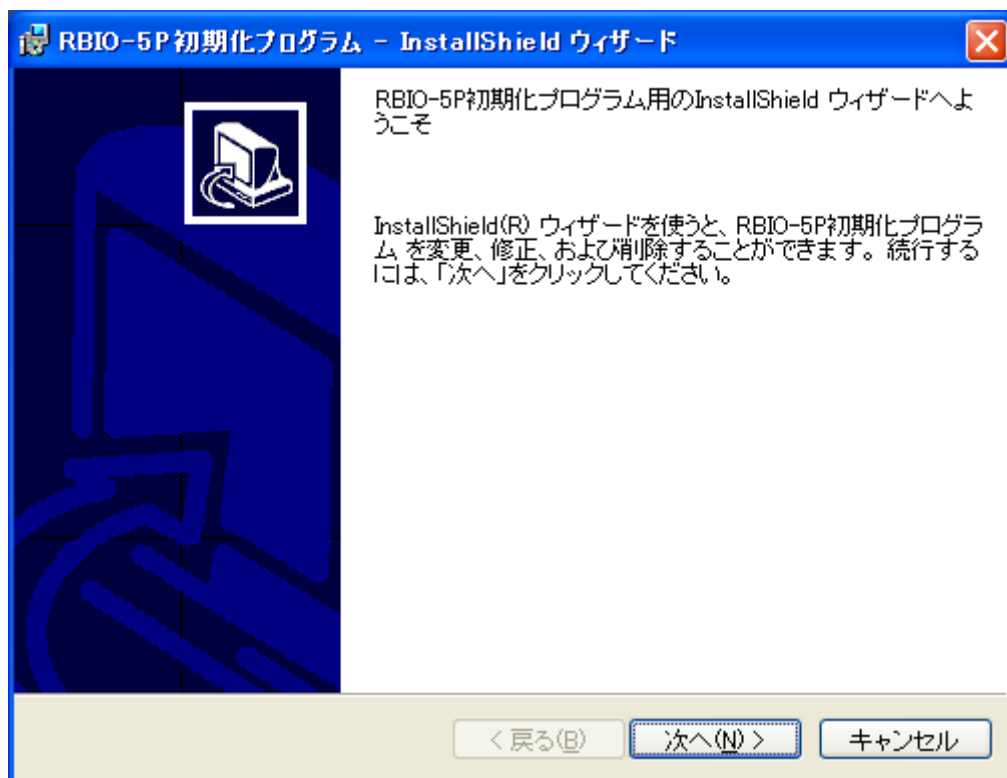 RBIO-5P初期化プログラム - InstallShield ウィザード
RBIO-5P初期化プログラム用のInstallShield ウィザードへよ
うこそ
InstallShield(R) ウィザードを使うと、RBIO-5P初期化プログラ
ム を変更、修正、および削除することができます。続行する
には、「次へ」をクリックしてください。
< 戻る(B)
次へ(N) >
キャンセル